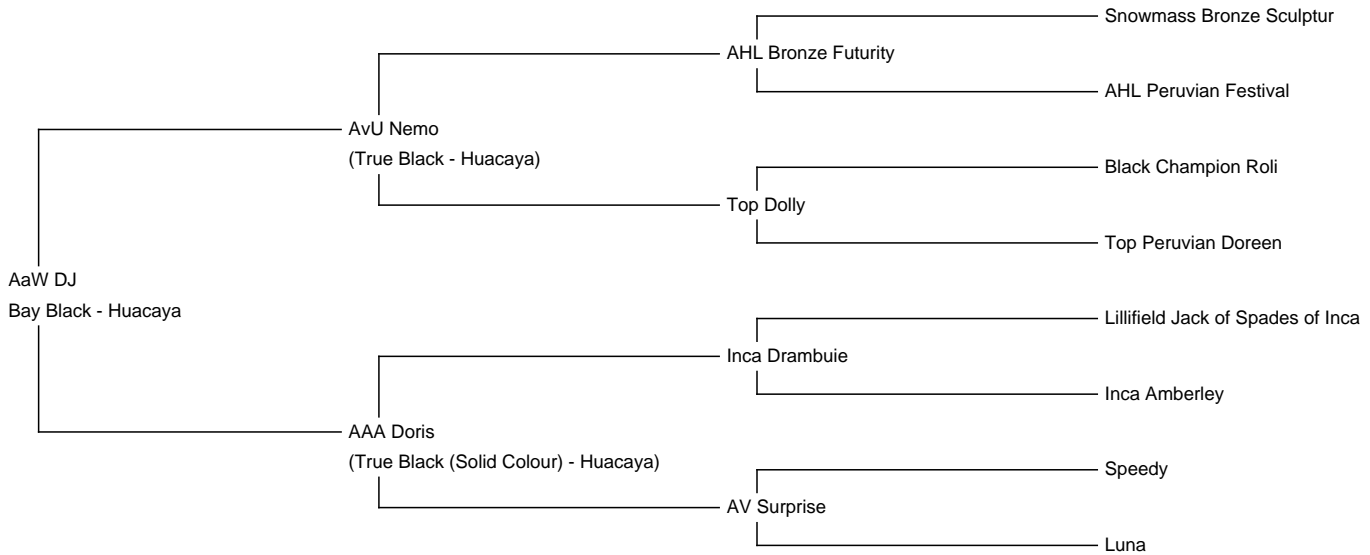 Snowmass Bronze Sculptur
AHL Bronze Futurity
AHL Peruvian Festival
AvU Nemo
(True Black - Huacaya)
Black Champion Roli
Top Dolly
Top Peruvian Doreen
AaW DJ
Bay Black - Huacaya
Lillifield Jack of Spades of Inca
Inca Drambuie
Inca Amberley
AAA Doris
(True Black (Solid Colour) - Huacaya)
Speedy
AV Surprise
Luna